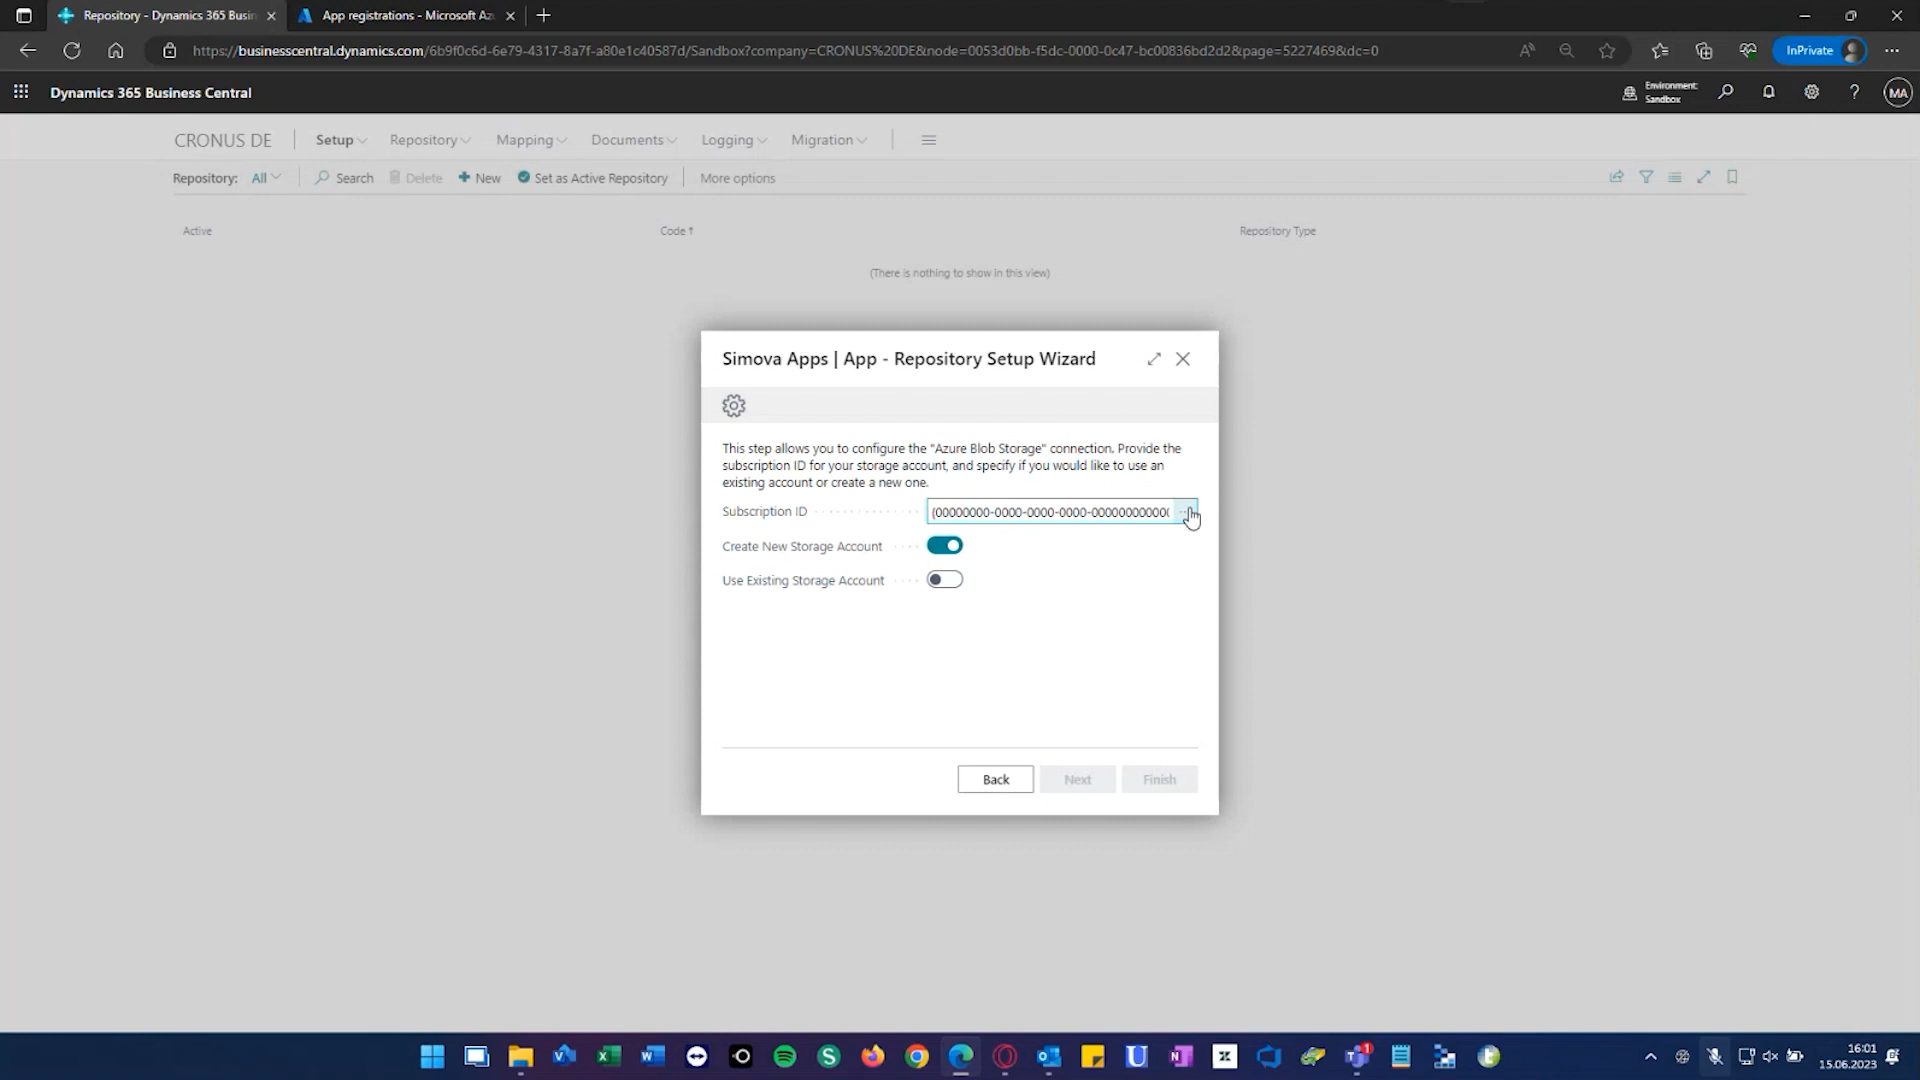 Repository - Dynamics 365 Busin
App registrations - Microsoft Az
https://businesscentral.dynamics.com/6b9f0c6d-6e79-4317-8a7f-a80e1c40587d/Sandbox?company=CRONUS%20DE&node=0053d0bb-f5dc-0000-0c47-bc00836bd2d2&page=5227469&dc=0
InPrivate
Dynamics 365 Business Central
Environment:
Sandbox
MA
CRONUS DE
Setup
Repository
Mapping
Documents
Logging
Migration
Repository:
All
Search
Delete
New
Set as Active Repository
More options
Active
Code ↑
Repository Type
(There is nothing to show in this view)
Simova Apps | App - Repository Setup Wizard
This step allows you to configure the "Azure Blob Storage" connection. Provide the
subscription ID for your storage account, and specify if you would like to use an
existing account or create a new one.
Subscription ID
{00000000-0000-0000-0000-000000000000
Create New Storage Account
Use Existing Storage Account
Back
Next
Finish
16:01
15.06.2023